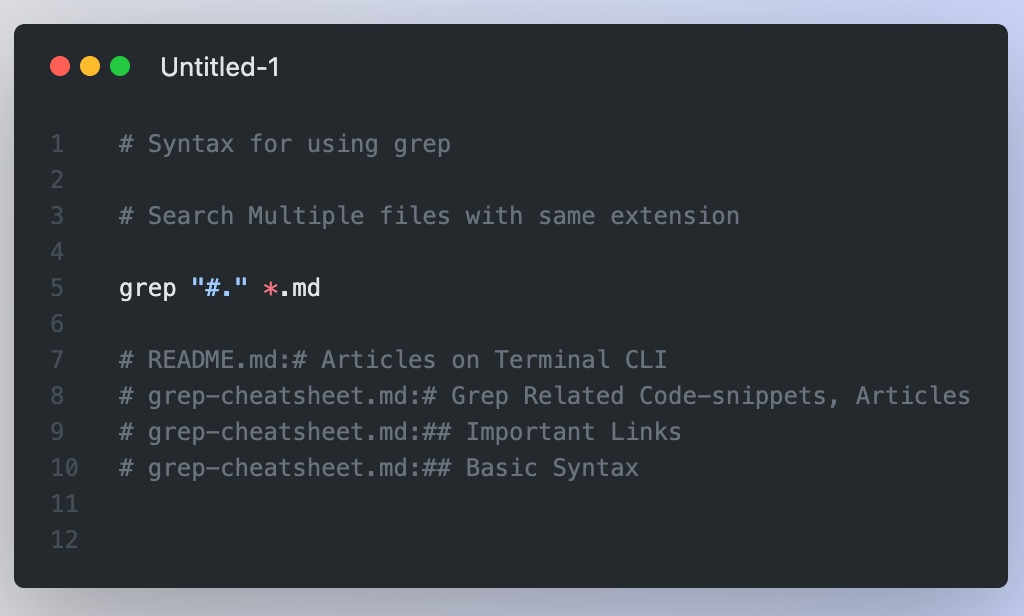 Untitled-1
1 # Syntax for using grep
2
3 # Search Multiple files with same extension
4
5 grep "#." *.md
6
7 # README.md:# Articles on Terminal CLI
8 # grep-cheatsheet.md:# Grep Related Code-snippets, Articles
9 # grep-cheatsheet.md:## Important Links
10 # grep-cheatsheet.md:## Basic Syntax
11
12